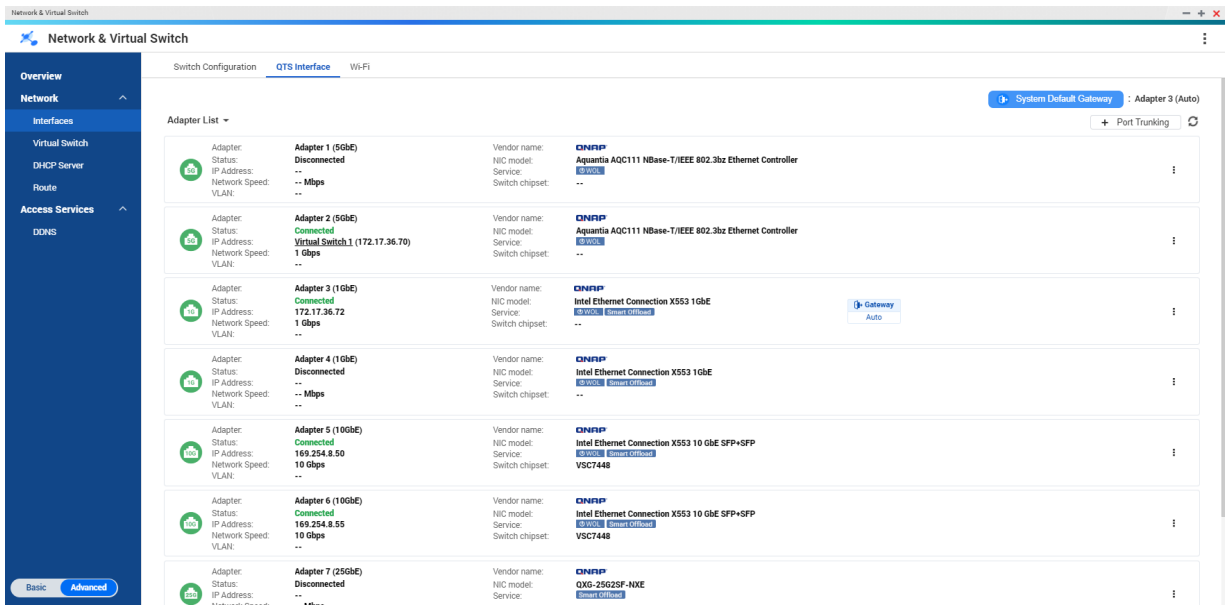 Network & Virtual Switch
Network & Virtual Switch
Overview
Network
Interfaces
Virtual Switch
DHCP Server
Route
Access Services
DDNS
Basic Advanced
Switch Configuration QTS Interface Wi-Fi
System Default Gateway : Adapter 3 (Auto)
Adapter List
+ Port Trunking
5G
Adapter: Adapter 1 (5GbE) Vendor name: QNAP
Status: Disconnected NIC model: Aquantia AQC111 NBase-T/IEEE 802.3bz Ethernet Controller
IP Address: -- Service: WOL
Network Speed: -- Mbps Switch chipset: --
VLAN: --
5G
Adapter: Adapter 2 (5GbE) Vendor name: QNAP
Status: Connected NIC model: Aquantia AQC111 NBase-T/IEEE 802.3bz Ethernet Controller
IP Address: Virtual Switch 1 (172.17.36.70) Service: WOL
Network Speed: 1 Gbps Switch chipset: --
VLAN: --
1G
Adapter: Adapter 3 (1GbE) Vendor name: QNAP
Status: Connected NIC model: Intel Ethernet Connection X553 1GbE Gateway
IP Address: 172.17.36.72 Service: WOL Smart Offload Auto
Network Speed: 1 Gbps Switch chipset: --
VLAN: --
1G
Adapter: Adapter 4 (1GbE) Vendor name: QNAP
Status: Disconnected NIC model: Intel Ethernet Connection X553 1GbE
IP Address: -- Service: WOL Smart Offload
Network Speed: -- Mbps Switch chipset: --
VLAN: --
10G
Adapter: Adapter 5 (10GbE) Vendor name: QNAP
Status: Connected NIC model: Intel Ethernet Connection X553 10 GbE SFP+SFP
IP Address: 169.254.8.50 Service: WOL Smart Offload
Network Speed: 10 Gbps Switch chipset: VSC7448
VLAN: --
10G
Adapter: Adapter 6 (10GbE) Vendor name: QNAP
Status: Connected NIC model: Intel Ethernet Connection X553 10 GbE SFP+SFP
IP Address: 169.254.8.55 Service: WOL Smart Offload
Network Speed: 10 Gbps Switch chipset: VSC7448
VLAN: --
25G
Adapter: Adapter 7 (25GbE) Vendor name: QNAP
Status: Disconnected NIC model: QXG-25G2SF-NXE
IP Address: -- Service: Smart Offload